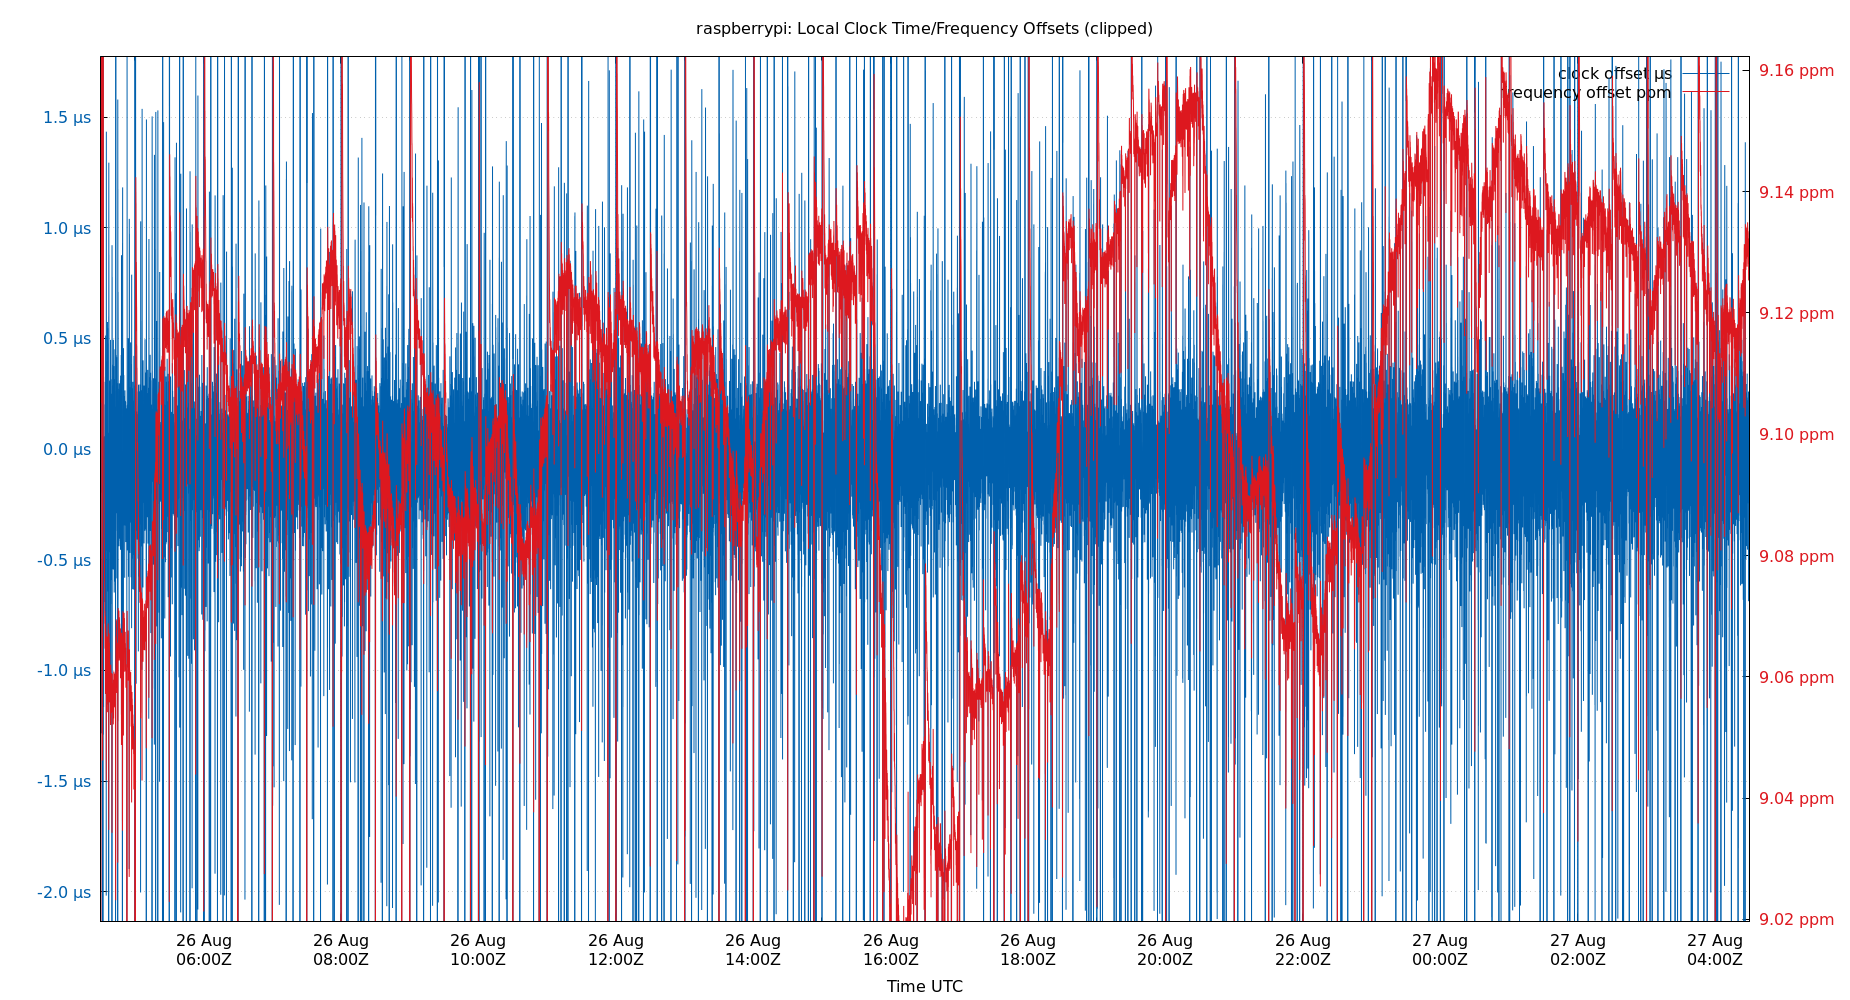 raspberrypi: Local Clock Time/Frequency Offsets (clipped)
clock offset µs
frequency offset ppm
1.5 µs
1.0 µs
0.5 µs
0.0 µs
-0.5 µs
-1.0 µs
-1.5 µs
-2.0 µs
9.16 ppm
9.14 ppm
9.12 ppm
9.10 ppm
9.08 ppm
9.06 ppm
9.04 ppm
9.02 ppm
26 Aug 26 Aug 26 Aug 26 Aug 26 Aug 26 Aug 26 Aug 26 Aug 26 Aug 27 Aug 27 Aug 27 Aug
06:00Z 08:00Z 10:00Z 12:00Z 14:00Z 16:00Z 18:00Z 20:00Z 22:00Z 00:00Z 02:00Z 04:00Z
Time UTC